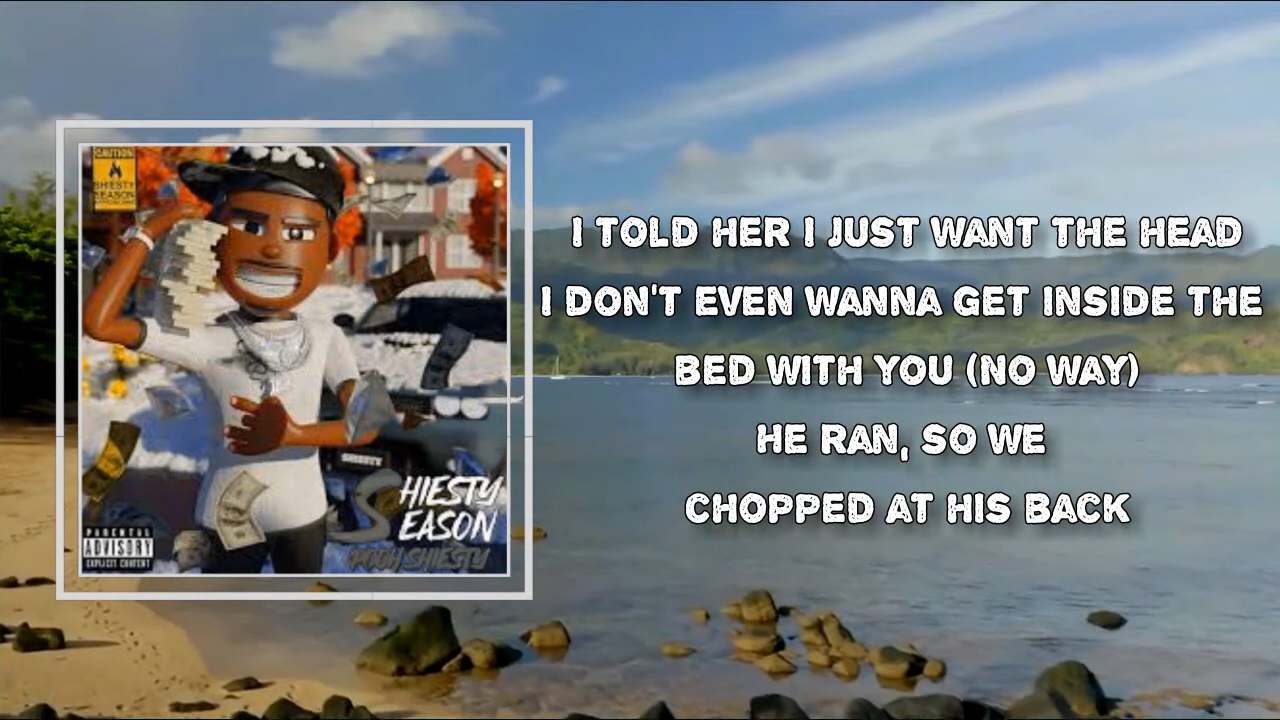 CAUTION
SHIESTY
SEASON
SHIESTY
SHIESTY
SEASON
POOH SHIESTY
PARENTAL
ADVISORY
EXPLICIT CONTENT
I TOLD HER I JUST WANT THE HEAD
I DON'T EVEN WANNA GET INSIDE THE
BED WITH YOU (NO WAY)
HE RAN, SO WE
CHOPPED AT HIS BACK